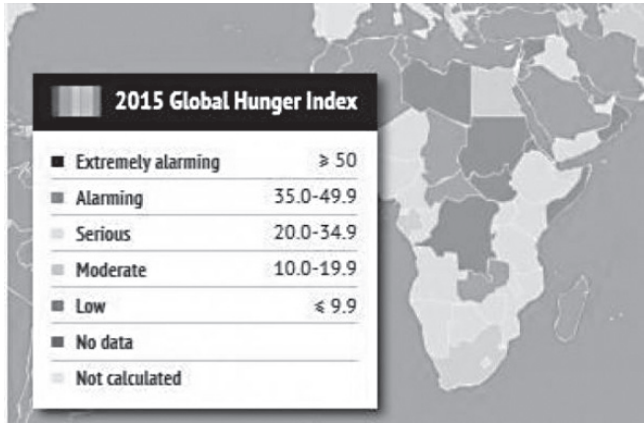 2015 Global Hunger Index
Extremely alarming ⩾ 50
Alarming 35.0-49.9
Serious 20.0-34.9
Moderate 10.0-19.9
Low ⩽ 9.9
No data
Not calculated